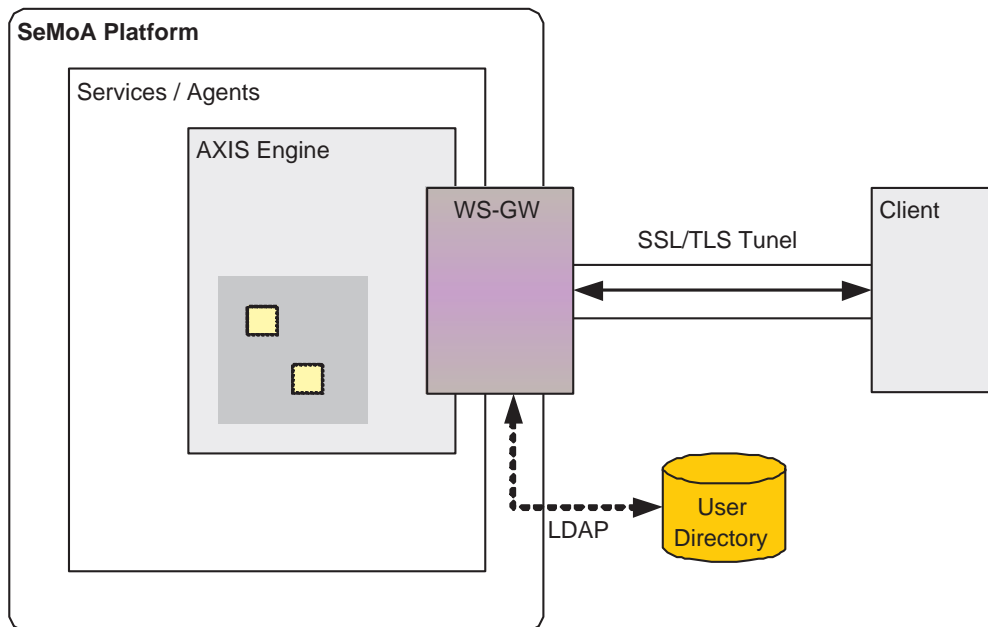 SeMoA Platform
Services / Agents
AXIS Engine
WS-GW
SSL/TLS Tunel
Client
LDAP
User
Directory